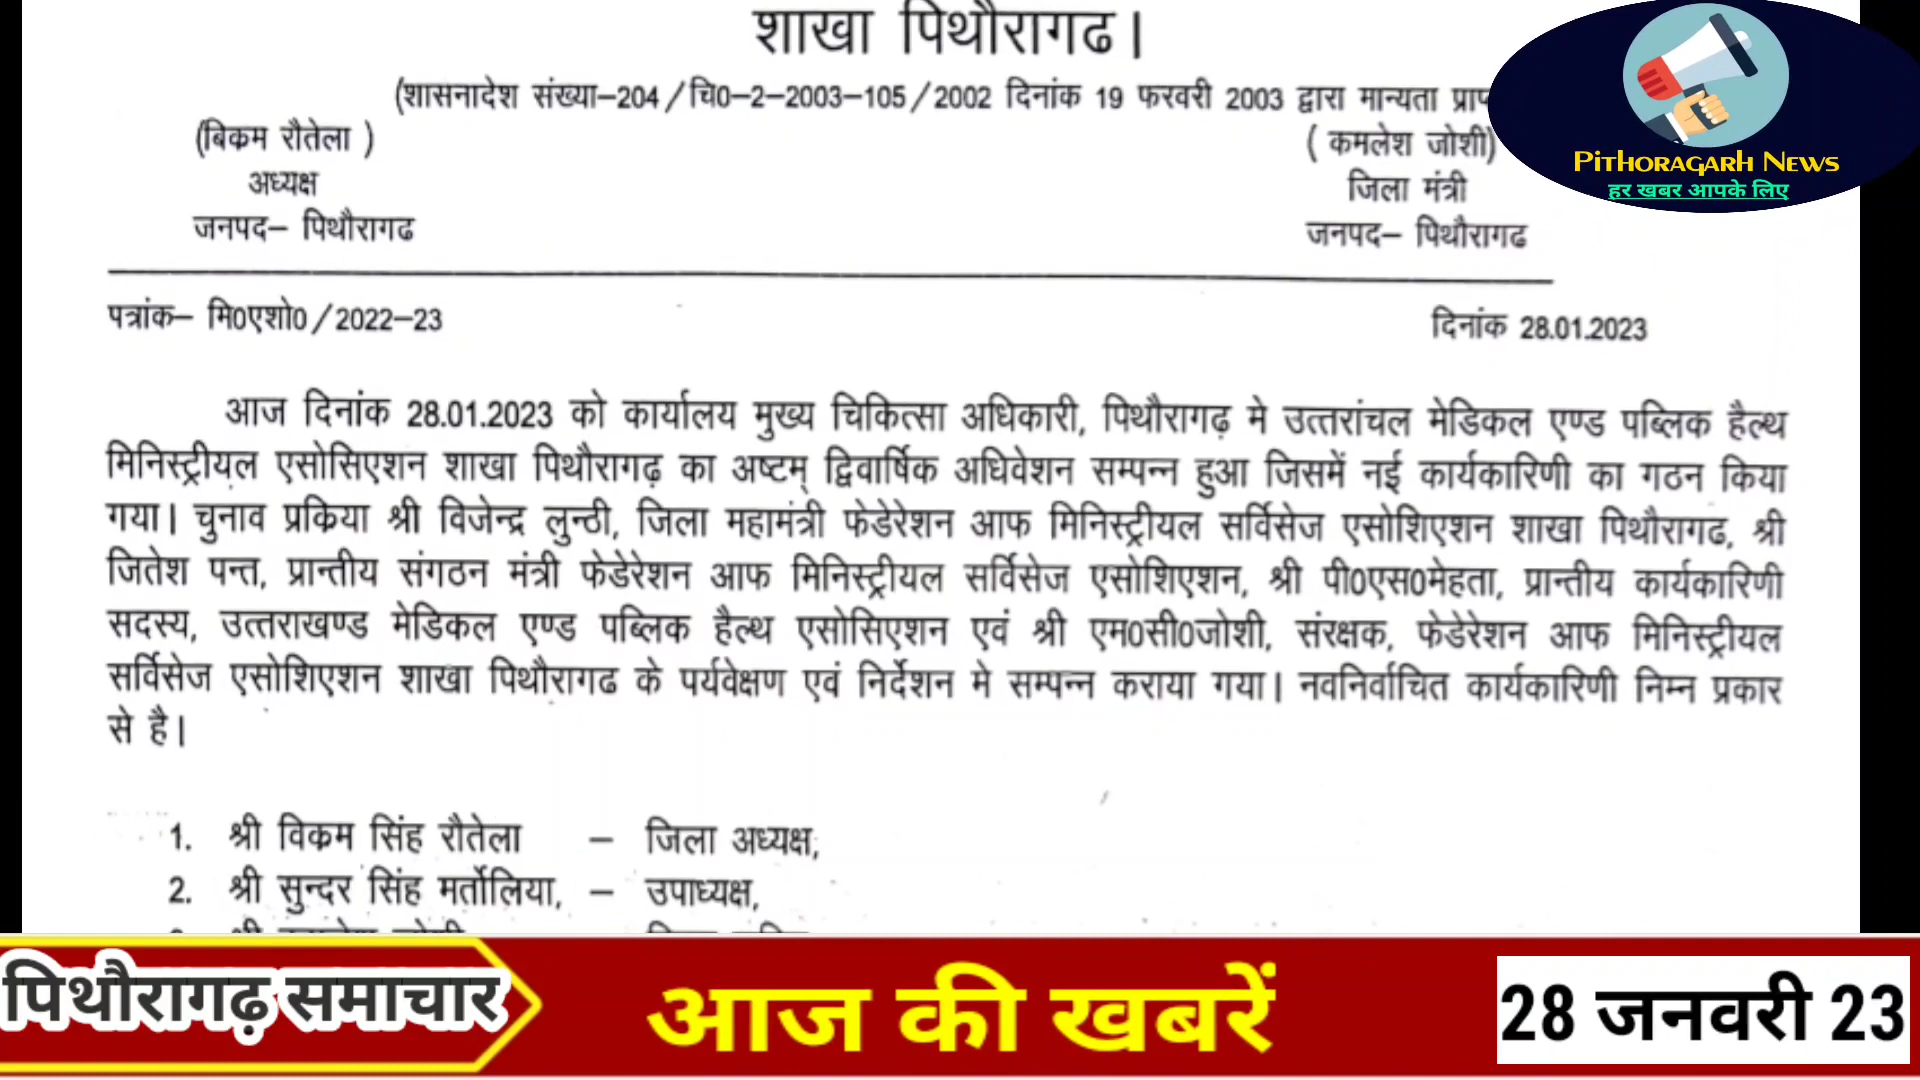 शाखा पिथौरागढ।
(शासनादेश संख्या–204/चि0–2–2003–105/2002 दिनांक 19 फरवरी 2003 द्वारा मान्यता
(बिक्रम रौतेला )
( कमलेश जोशी)
अध्यक्ष
जिला मंत्री
जनपद– पिथौरागढ
जनपद– पिथौरागढ
PITHORAGARH NEWS
हर खबर आपके लिए
पत्रांक– मि0एशो0/2022–23
दिनांक 28.01.2023
आज दिनांक 28.01.2023 को कार्यालय मुख्य चिकित्सा अधिकारी, पिथौरागढ़ मे उत्तरांचल मेडिकल एण्ड पब्लिक हैल्थ
मिनिस्ट्रीयल एसोसिएशन शाखा पिथौरागढ़ का अष्टम् द्विवार्षिक अधिवेशन सम्पन्न हुआ जिसमें नई कार्यकारिणी का गठन किया
गया। चुनाव प्रक्रिया श्री विजेन्द्र लुन्ठी, जिला महामंत्री फेडेरेशन आफ मिनिस्ट्रीयल सर्विसेज एसोशिएशन शाखा पिथौरागढ, श्री
जितेश पन्त, प्रान्तीय संगठन मंत्री फेडेरेशन आफ मिनिस्ट्रीयल सर्विसेज एसोशिएशन, श्री पी0एस0मेहता, प्रान्तीय कार्यकारिणी
सदस्य, उत्तराखण्ड मेडिकल एण्ड पब्लिक हैल्थ एसोसिएशन एवं श्री एम0सी0जोशी, संरक्षक, फेडेरेशन आफ मिनिस्ट्रीयल
सर्विसेज एसोशिएशन शाखा पिथौरागढ के पर्यवेक्षण एवं निर्देशन मे सम्पन्न कराया गया। नवनिर्वाचित कार्यकारिणी निम्न प्रकार
से है।
1. श्री विक्रम सिंह रौतेला – जिला अध्यक्ष,
2. श्री सुन्दर सिंह मर्तोलिया, – उपाध्यक्ष,
पिथौरागढ़ समाचार
आज की खबरें
28 जनवरी 23